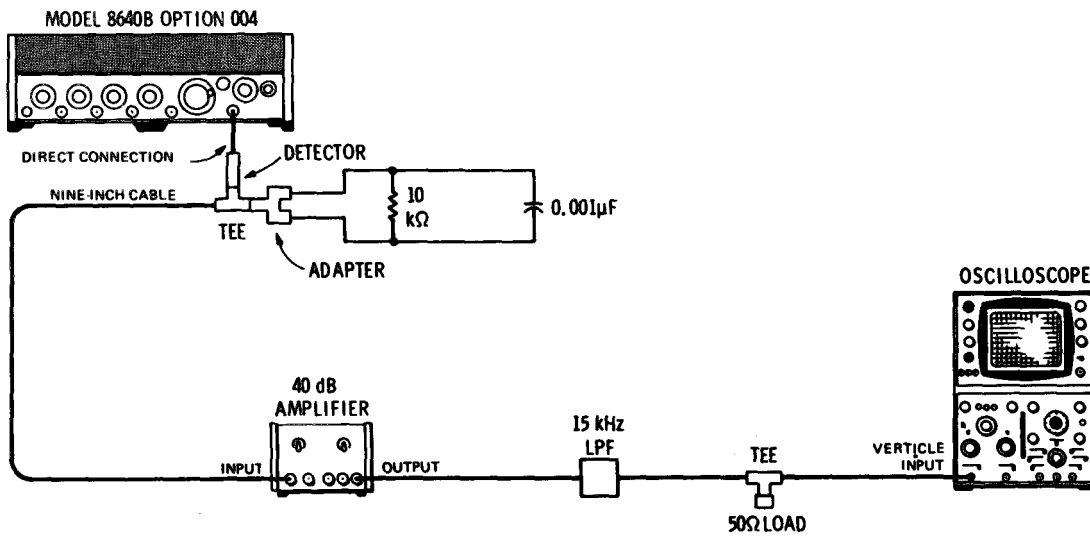 MODEL 8640B OPTION 004
DIRECT CONNECTION
DETECTOR
NINE-INCH CABLE
TEE
ADAPTER
10
kΩ
0.001µF
OSCILLOSCOPE
40 dB
AMPLIFIER
INPUT
OUTPUT
15 kHz
LPF
TEE
50Ω LOAD
VERTICLE
INPUT